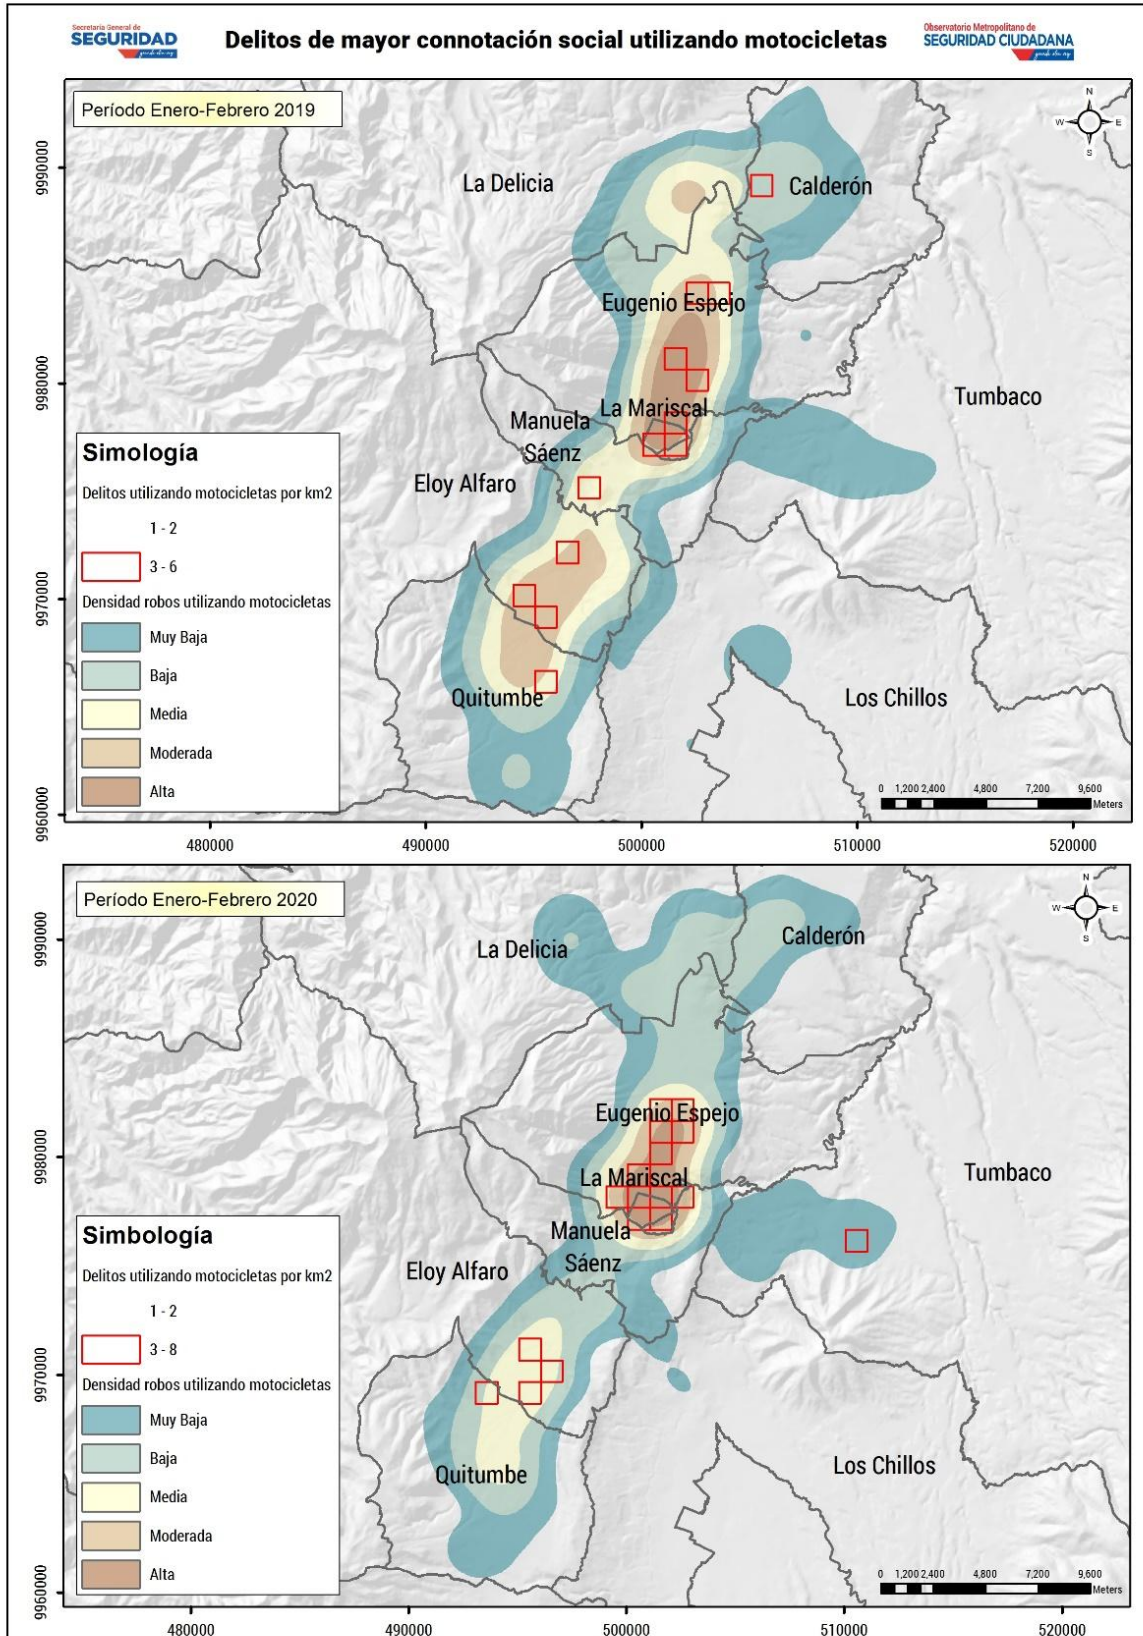 Secretaría General de
SEGURIDAD
Delitos de mayor connotación social utilizando motocicletas
Observatorio Metropolitano de
SEGURIDAD CIUDADANA
Período Enero-Febrero 2019
N
W
E
S
La Delicia
Calderón
Eugenio Espejo
Tumbaco
La Mariscal
Manuela
Sáenz
Eloy Alfaro
Quitumbe
Los Chillos
Simología
Delitos utilizando motocicletas por km2
1 - 2
3 - 6
Densidad robos utilizando motocicletas
Muy Baja
Baja
Media
Moderada
Alta
0 1,200 2,400 4,800 7,200 9,600
Meters
9990000
9980000
9970000
9960000
480000 490000 500000 510000 520000
Período Enero-Febrero 2020
N
W
E
S
La Delicia
Calderón
Eugenio Espejo
La Mariscal
Tumbaco
Manuela
Sáenz
Eloy Alfaro
Quitumbe
Los Chillos
Simbología
Delitos utilizando motocicletas por km2
1 - 2
3 - 8
Densidad robos utilizando motocicletas
Muy Baja
Baja
Media
Moderada
Alta
0 1,200 2,400 4,800 7,200 9,600
Meters
9990000
9980000
9970000
9960000
480000 490000 500000 510000 520000